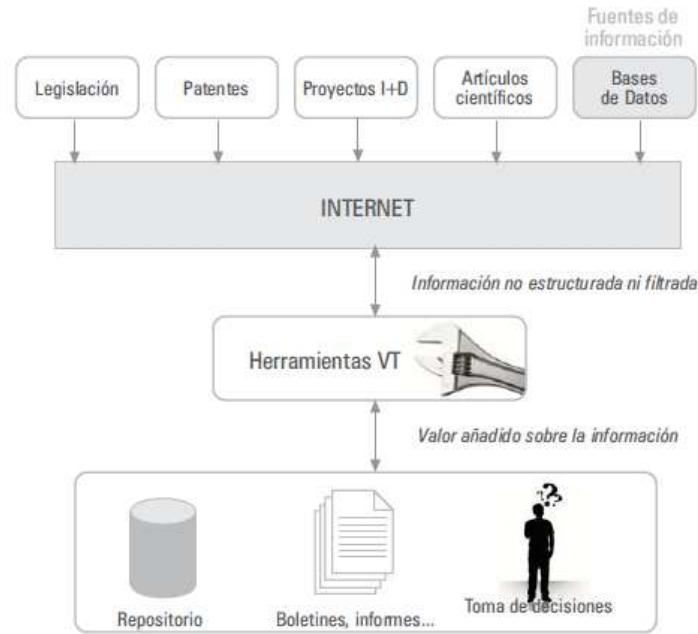 Fuentes de
información
Legislación
Patentes
Proyectos I+D
Artículos
científicos
Bases
de Datos
INTERNET
Información no estructurada ni filtrada
Herramientas VT
Valor añadido sobre la información
???
Repositorio
Boletines, informes...
Toma de decisiones